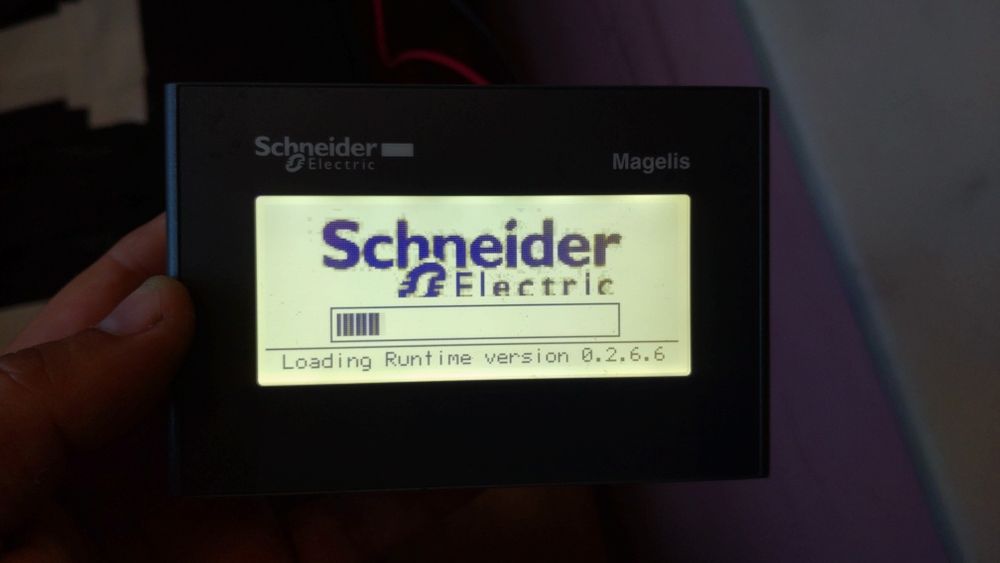 Schneider
Electric
Magelis
Schneider
Electric
Loading Runtime version 0.2.6.6